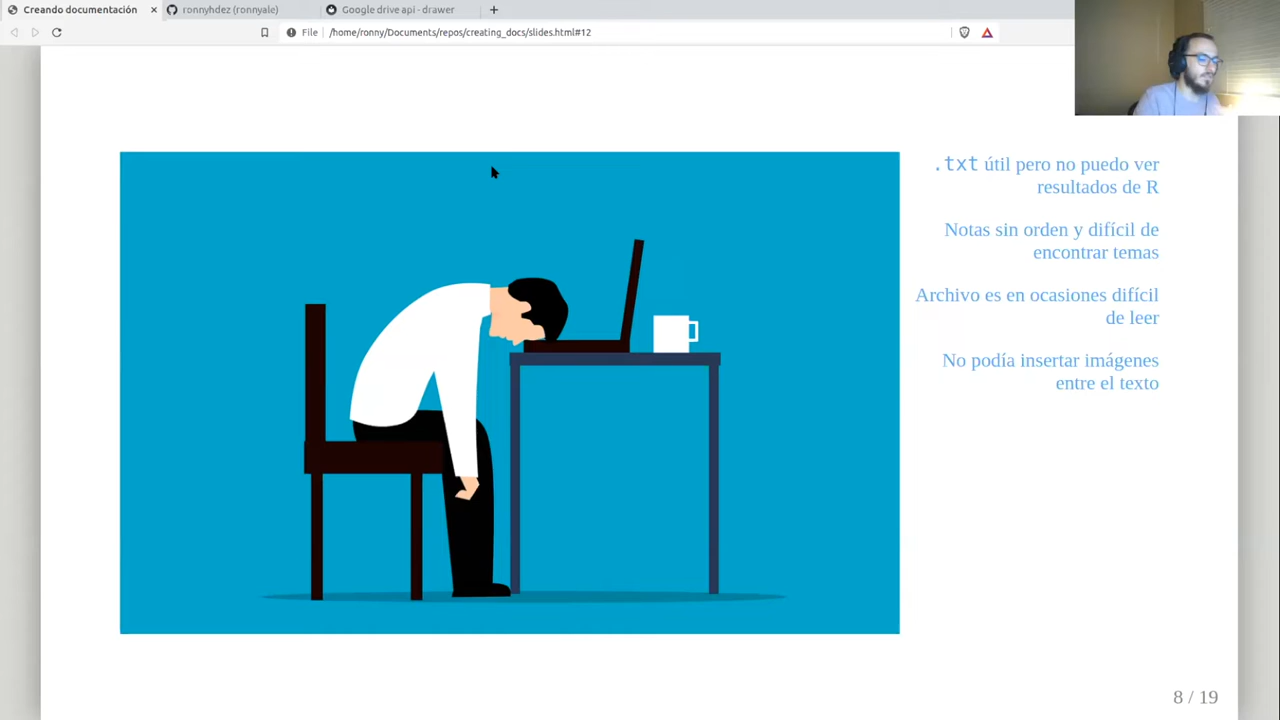 Creando documentación
ronnyhdez (ronnyale)
Google drive api - drawer
File
/home/ronny/Documents/repos/creating_docs/slides.html#12
.txt útil pero no puedo ver
resultados de R
Notas sin orden y difícil de
encontrar temas
Archivo es en ocasiones difícil
de leer
No podía insertar imágenes
entre el texto
8 / 19